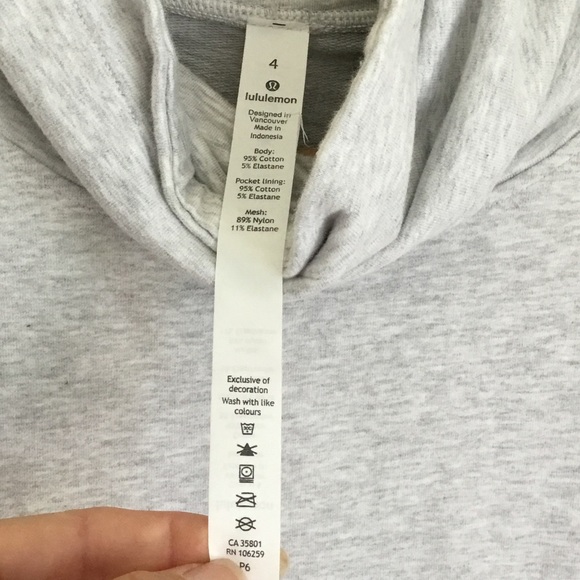 4
lululemon
Designed in
Vancouver
Made in
Indonesia
Body:
95% Cotton
5% Elastane
Pocket lining:
95% Cotton
5% Elastane
Mesh:
89% Nylon
11% Elastane
Exclusive of
decoration
Wash with like
colours
CA 35801
RN 106259
P6